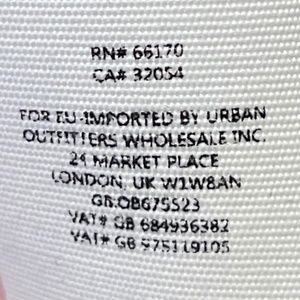 RN# 66170
CA# 32054
FOR EU-IMPORTED BY URBAN
OUTFITTERS WHOLESALE INC.
24 MARKET PLACE
LONDON, UK W1W8AN
GB:OB675523
VAT# GB 684936382
VAT# GB 975119105